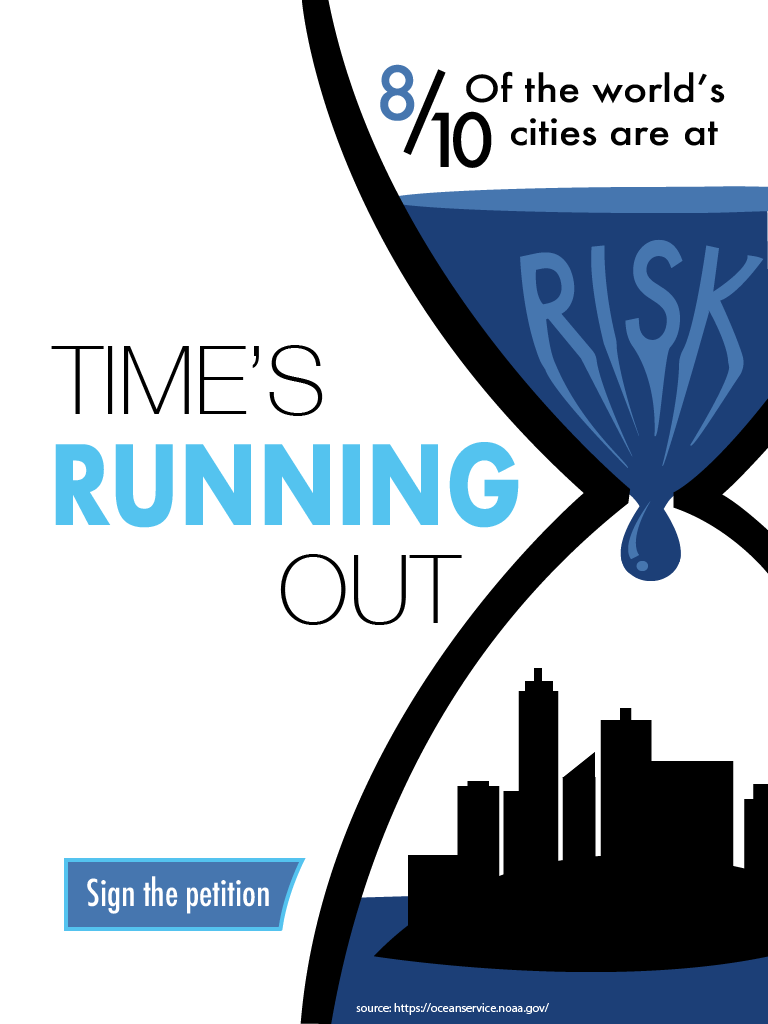 8/10 Of the world's
cities are at
RISK
TIME'S
RUNNING
OUT
Sign the petition
source: https://oceanservice.noaa.gov/